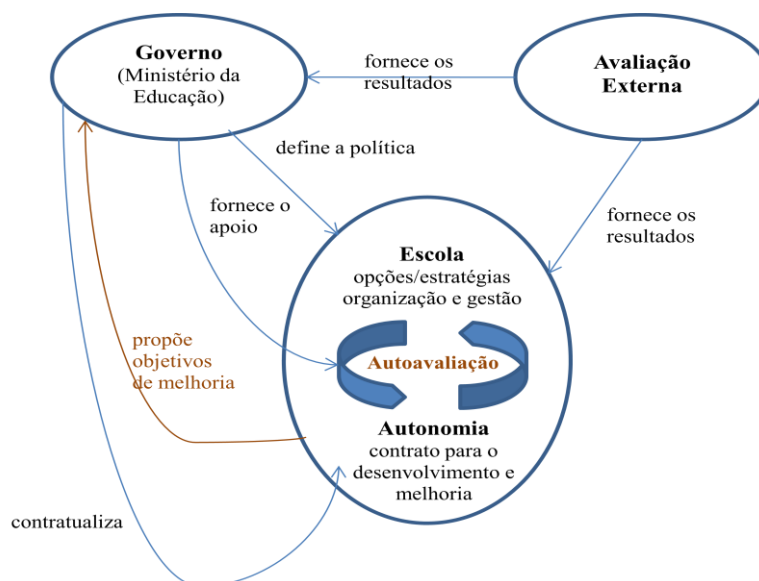 Governo
(Ministério da
Educação)
fornece os
resultados
Avaliação
Externa
define a política
fornece o
apoio
fornece os
resultados
Escola
opções/estratégias
organização e gestão
propõe
objetivos
de melhoria
Autoavaliação
Autonomia
contrato para o
desenvolvimento e
melhoria
contratualiza